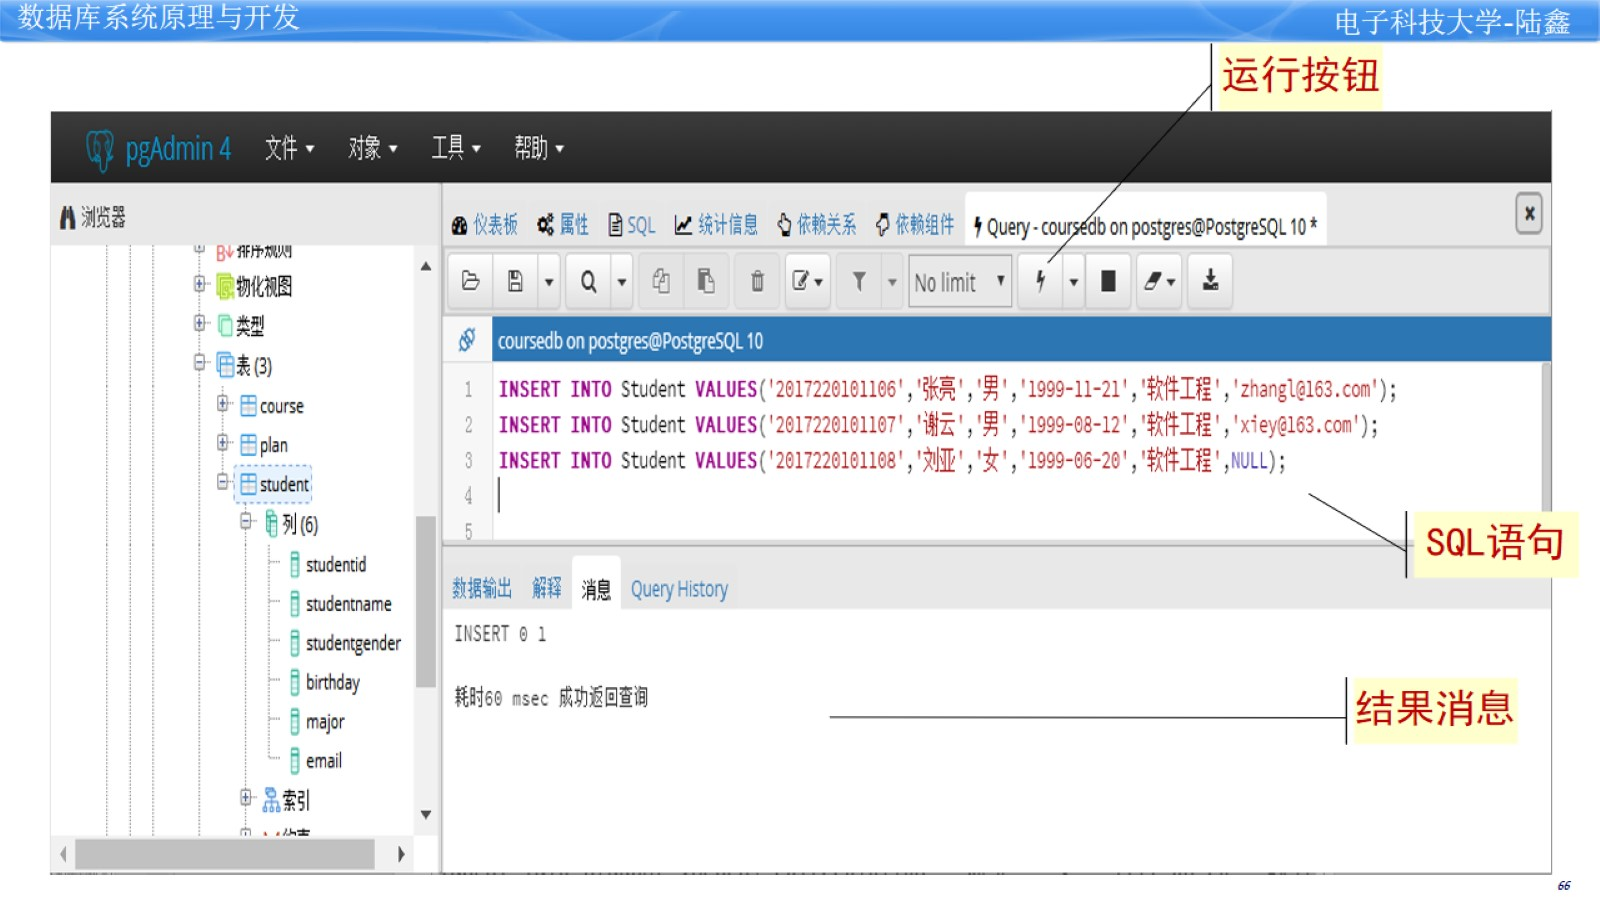 数据库系统原理与开发
电子科技大学-陆鑫
运行按钮
pgAdmin 4 文件 对象 工具 帮助
浏览器
仪表板 属性 SQL 统计信息 依赖关系 依赖组件 Query - coursedb on postgres@PostgreSQL 10 *
No limit
coursedb on postgres@PostgreSQL 10
排序规则
物化视图
类型
表 (3)
course
plan
student
列 (6)
studentid
studentname
studentgender
birthday
major
email
索引
1 INSERT INTO Student VALUES('2017220101106','张亮','男','1999-11-21','软件工程','zhangl@163.com');
2 INSERT INTO Student VALUES('2017220101107','谢云','男','1999-08-12','软件工程','xiey@163.com');
3 INSERT INTO Student VALUES('2017220101108','刘亚','女','1999-06-20','软件工程',NULL);
4
5
SQL语句
数据输出 解释 消息 Query History
INSERT 0 1
耗时60 msec 成功返回查询
结果消息
66